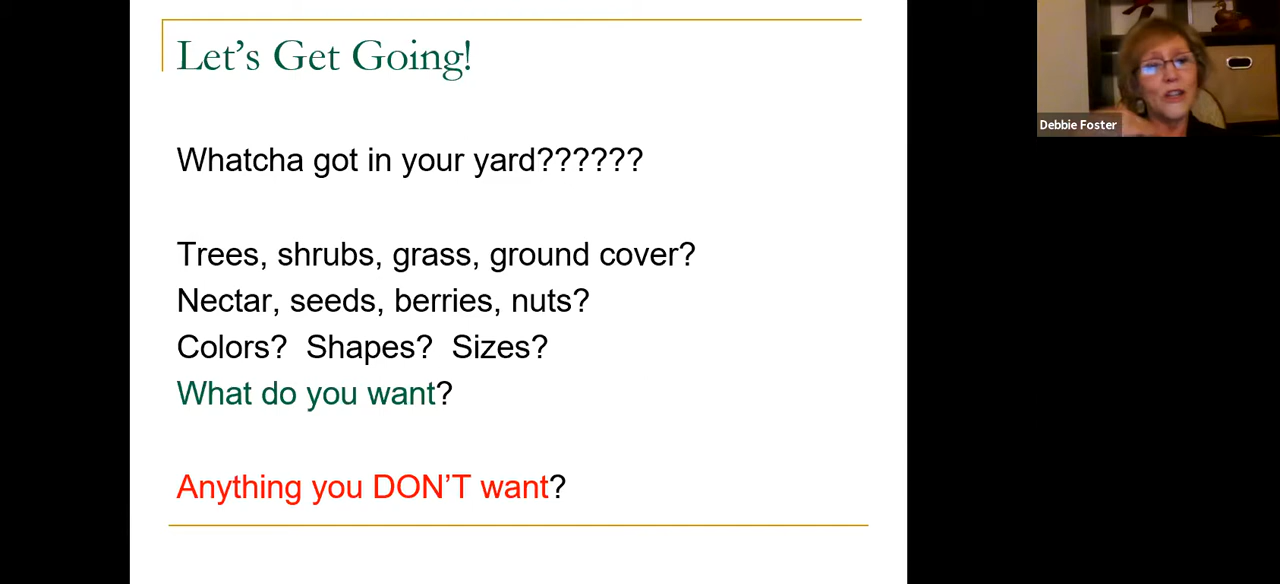 Let's Get Going!
Whatcha got in your yard??????
Trees, shrubs, grass, ground cover?
Nectar, seeds, berries, nuts?
Colors?  Shapes?  Sizes?
What do you want?
Anything you DON'T want?
Debbie Foster